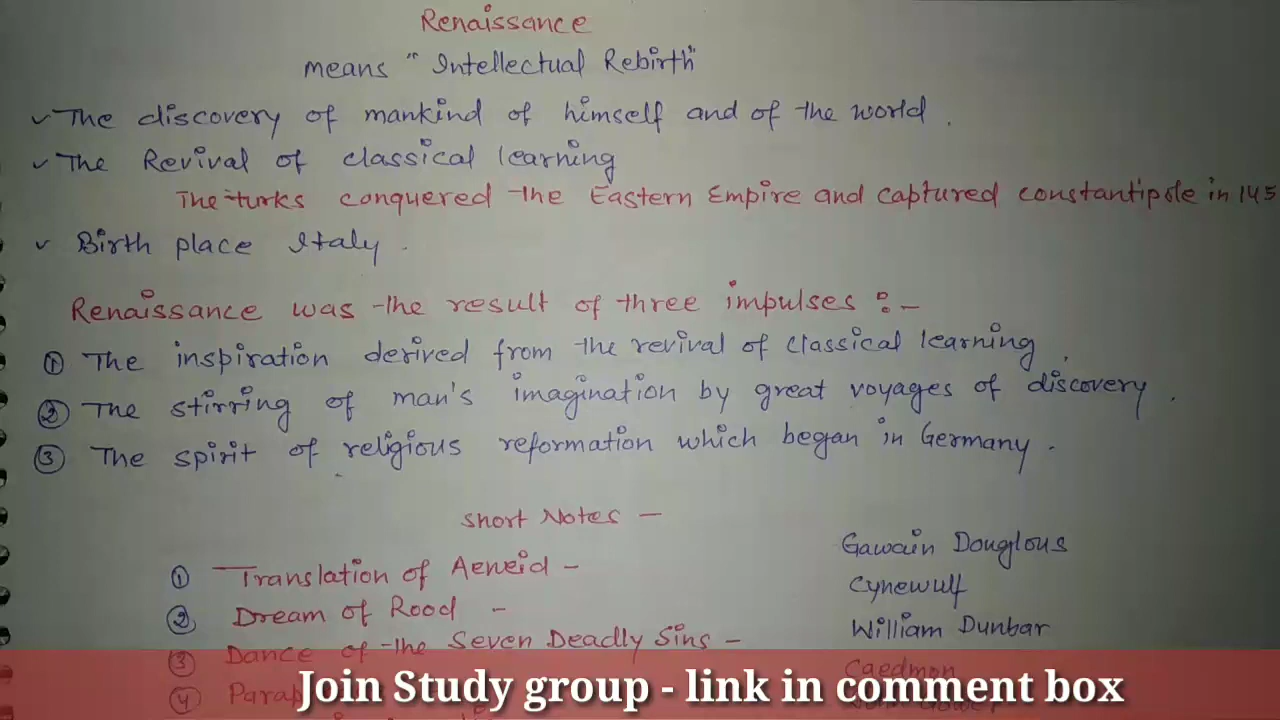 Renaissance
means "Intellectual Rebirth"
The discovery of mankind of himself and of the world.
The Revival of classical learning
The turks conquered the Eastern Empire and captured constantipole in 145
Birth place Italy.
Renaissance was the result of three impulses :-
① The inspiration derived from the revival of classical learning.
② The stirring of man's imagination by great voyages of discovery.
③ The spirit of religious reformation which began in Germany.
Short Notes —
① Translation of Aeneid - Gawain Douglous
② Dream of Rood - Cynewulf
③ Dance of the Seven Deadly Sins - William Dunbar
④ Caedmon
Join Study group - link in comment box